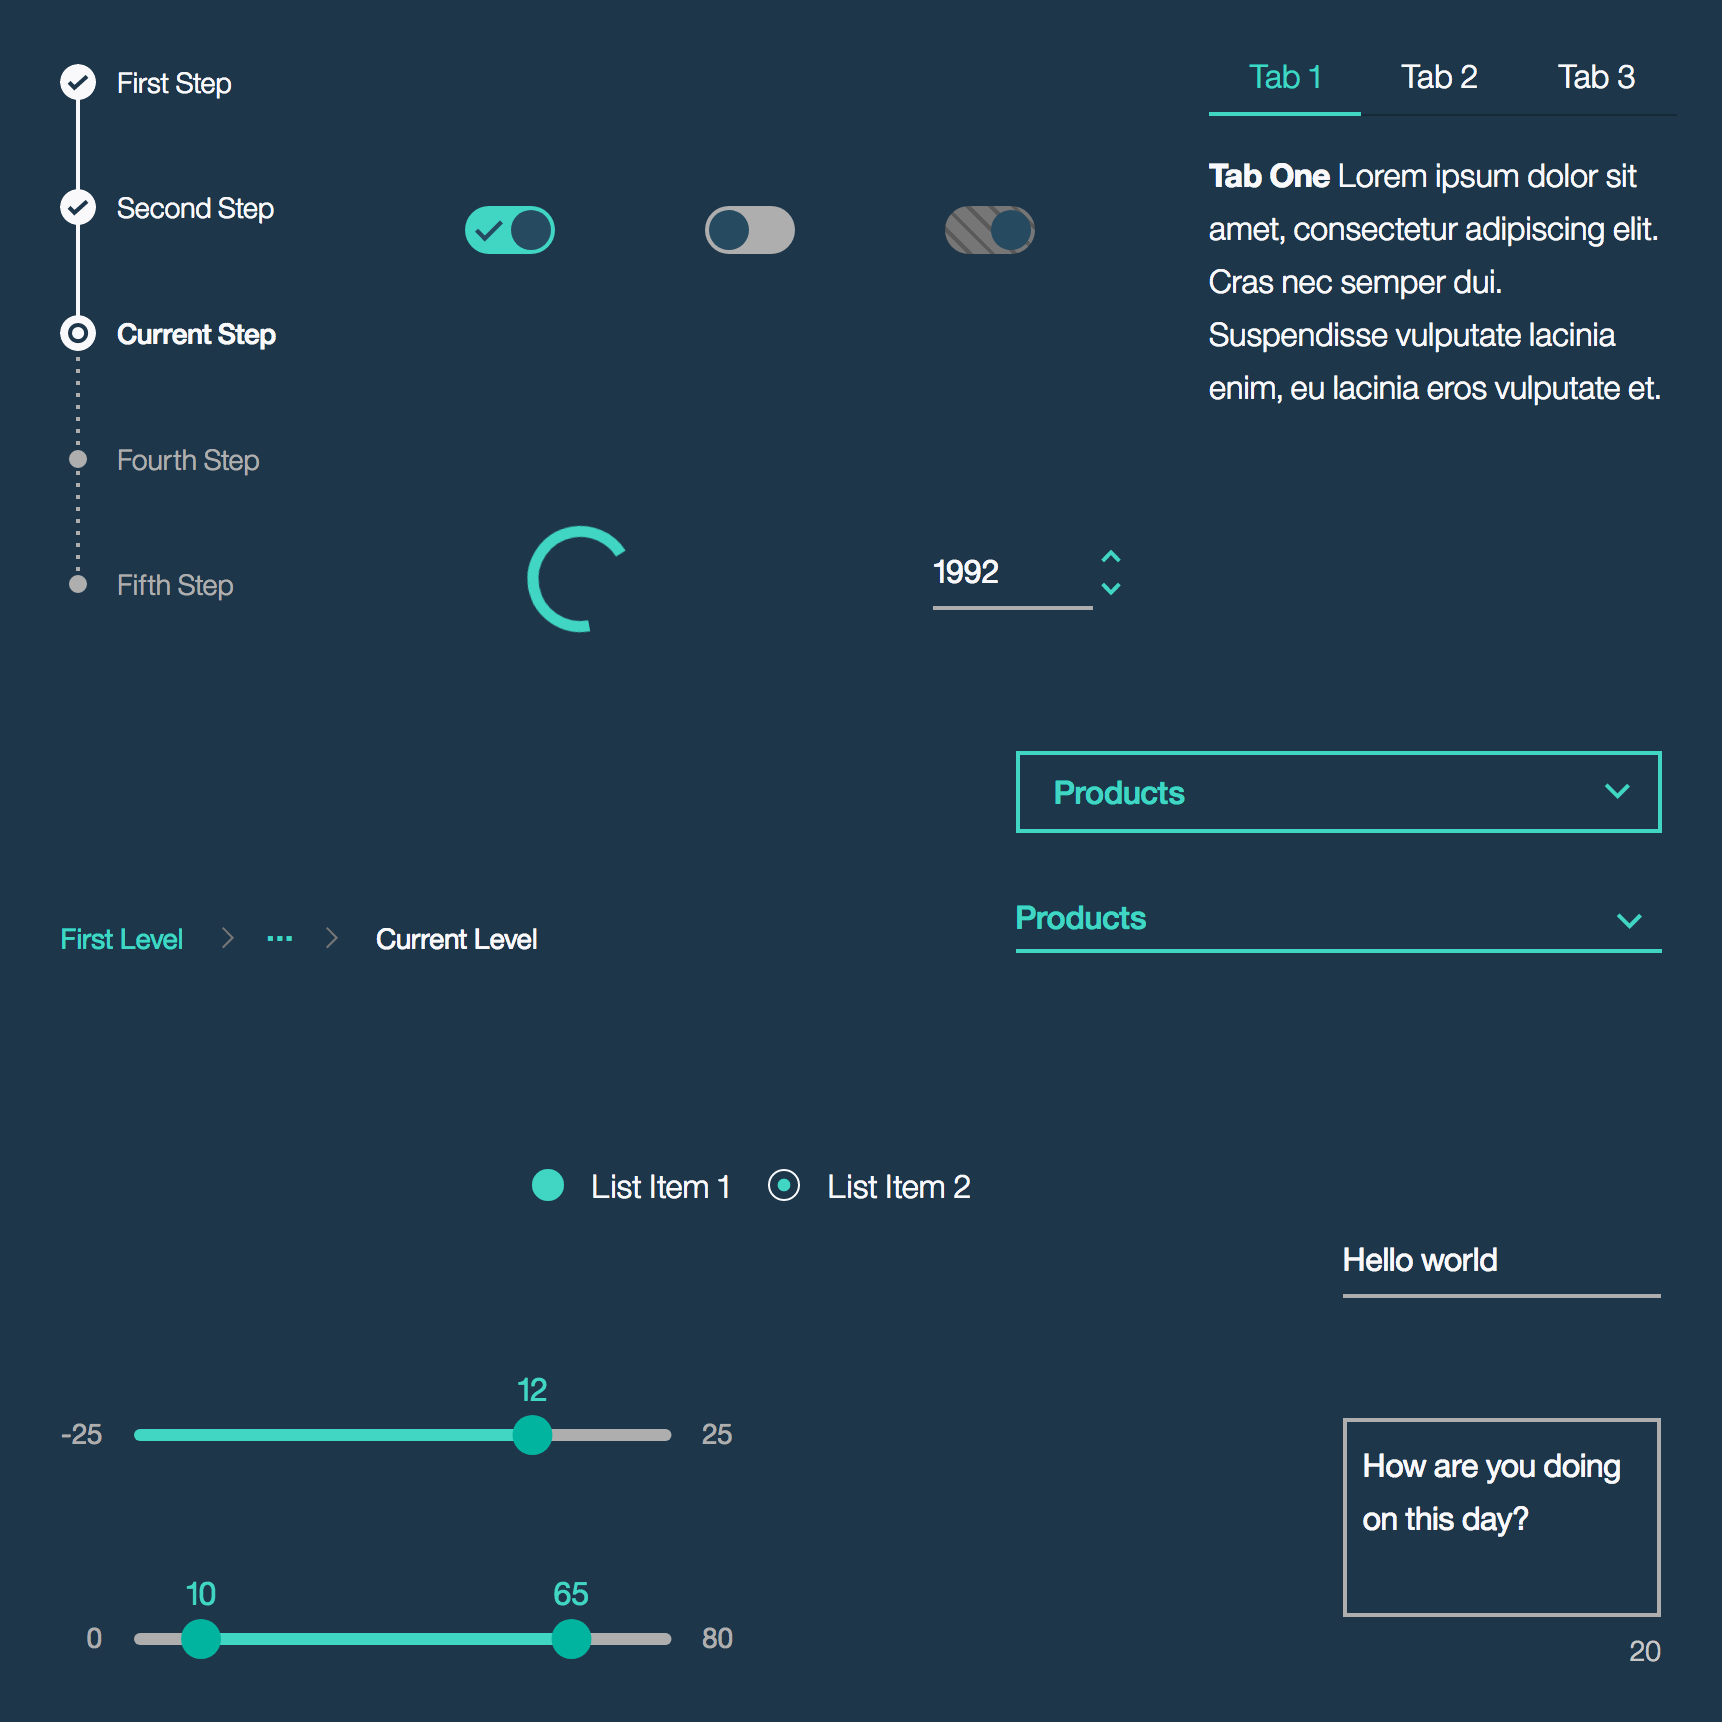 First Step
Second Step
Current Step
Fourth Step
Fifth Step
Tab 1 Tab 2 Tab 3
Tab One Lorem ipsum dolor sit
amet, consectetur adipiscing elit.
Cras nec semper dui.
Suspendisse vulputate lacinia
enim, eu lacinia eros vulputate et.
1992
Products
Products
First Level ... Current Level
List Item 1 List Item 2
Hello world
12
-25 25
How are you doing
on this day?
20
10 65
0 80